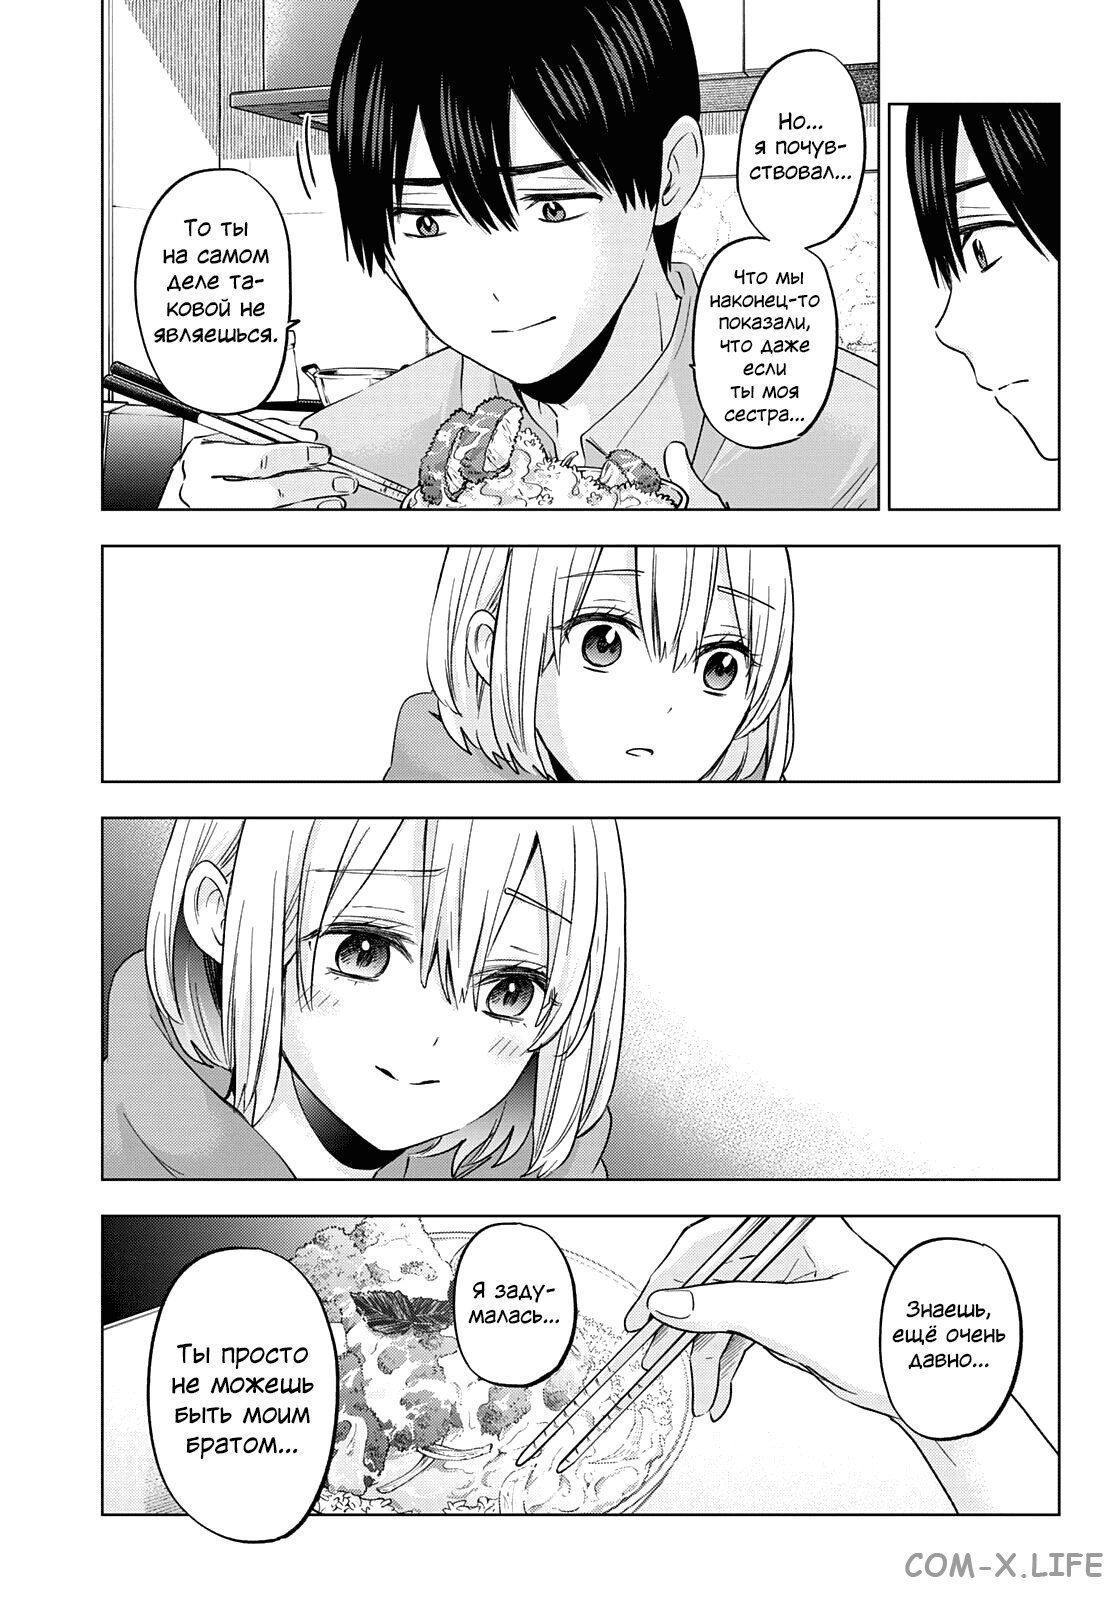 Но...
я почув-
ствовал...
Что мы
наконец-то
показали,
что даже
если
ты моя
сестра...
То ты
на самом
деле та-
ковой не
являешься.
Знаешь,
ещё очень
давно...
Я заду-
малась...
Ты просто
не можешь
быть моим
братом...
COM-X.LIFE